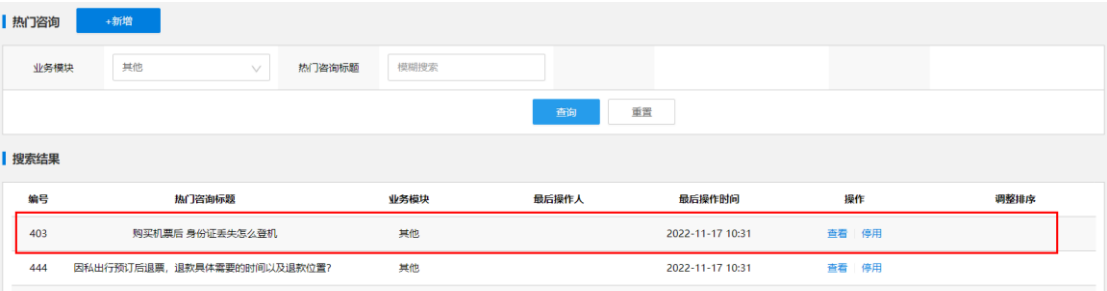 热门咨询 +新增
业务模块 其他 热门咨询标题 模糊搜索
查询 重置
搜索结果
编号 热门咨询标题 业务模块 最后操作人 最后操作时间 操作 调整排序
403 购买机票后 身份证丢失怎么登机 其他 2022-11-17 10:31 查看 停用
444 因私出行预订后退票，退款具体需要的时间以及退款位置? 其他 2022-11-17 10:31 查看 停用